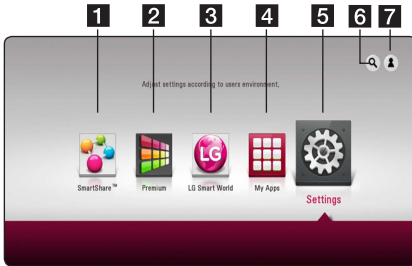 1 2 3 4 5 6 7
Adjust settings according to users environment.
LG
SmartShare™ Premium LG Smart World My Apps
Settings